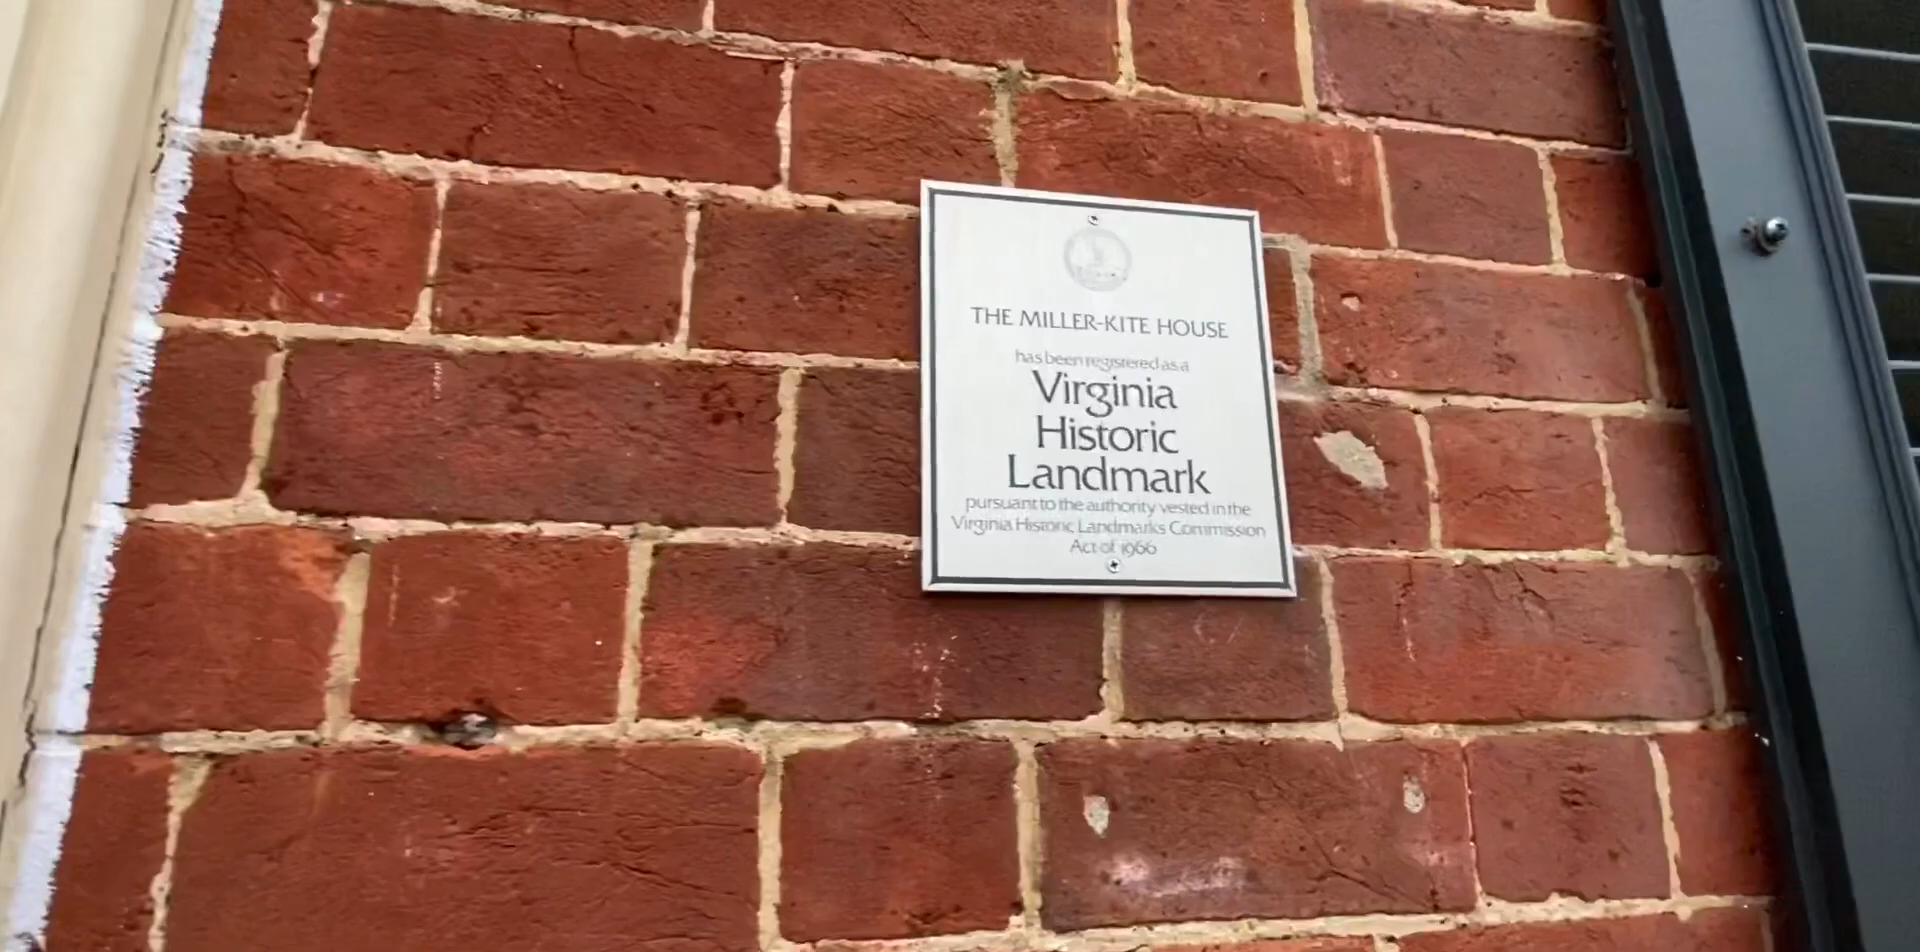 THE MILLER-KITE HOUSE
has been registered as a
Virginia
Historic
Landmark
pursuant to the authority vested in the
Virginia Historic Landmarks Commission
Act of 1966